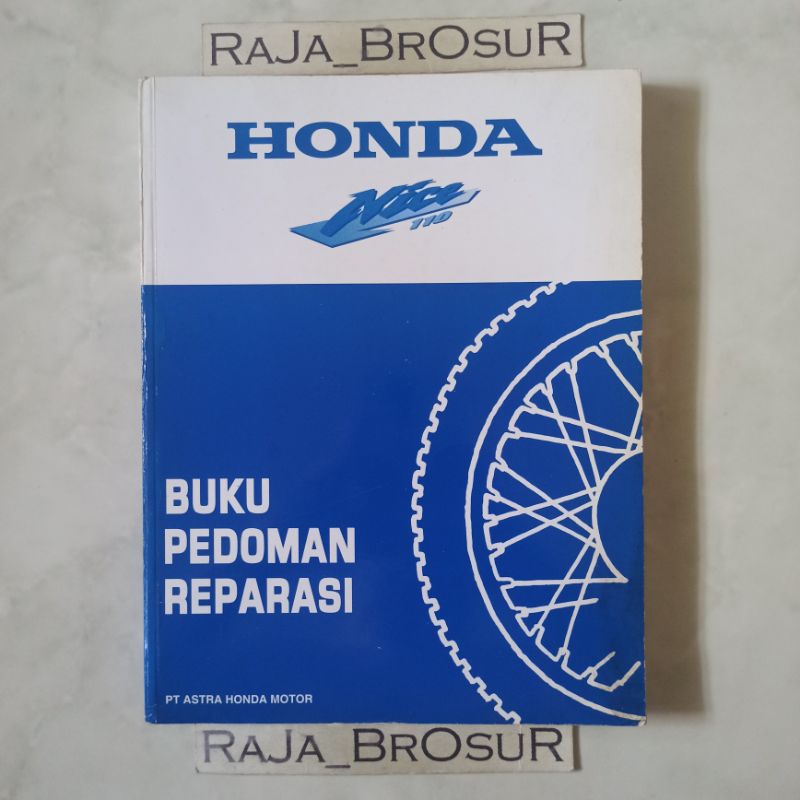 RAJA_BROSUR
HONDA
Nice
110
BUKU
PEDOMAN
REPARASI
PT ASTRA HONDA MOTOR
RAJA_BROSUR